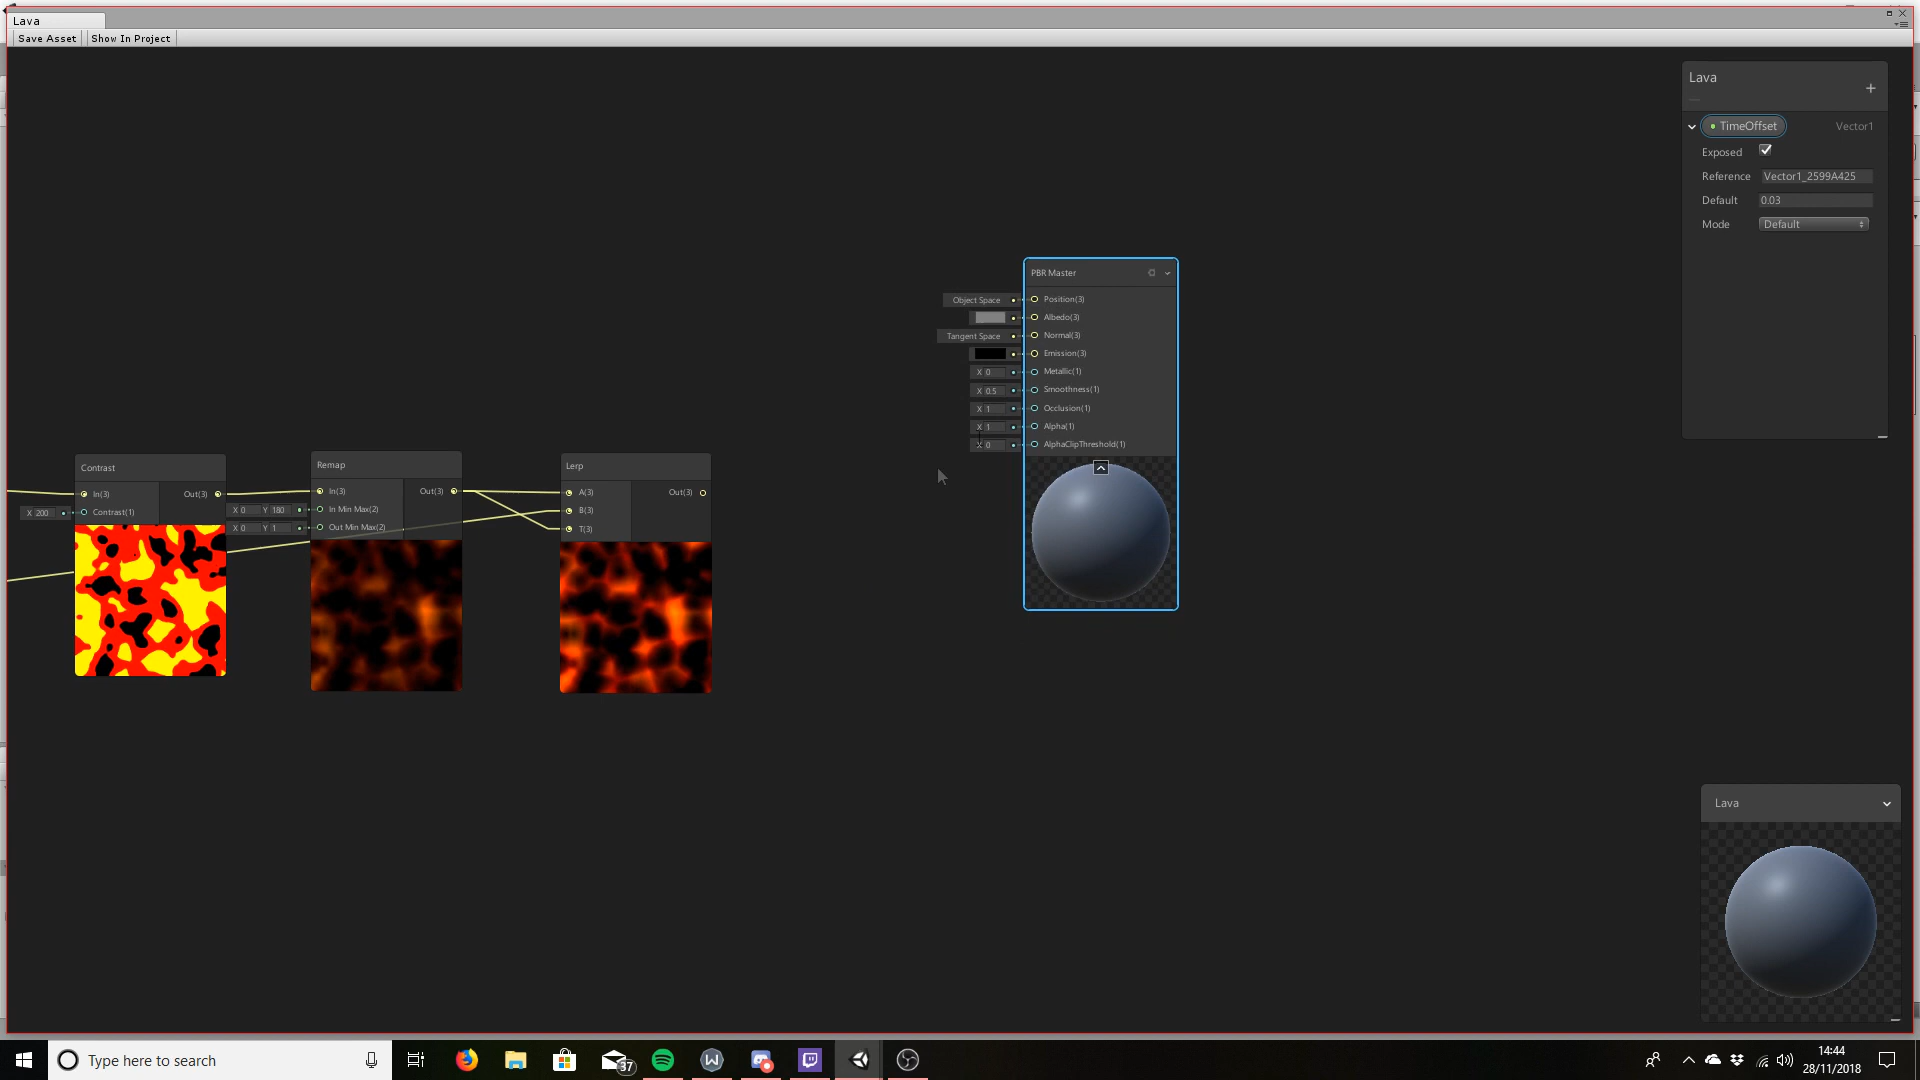 Lava
Save Asset
Show In Project
Lava
TimeOffset
Vector1
Exposed
Reference
Vector1_2599A425
Default
0.03
Mode
Default
PBR Master
Object Space
Position(3)
Albedo(3)
Tangent Space
Normal(3)
Emission(3)
X 0
Metallic(1)
X 0.5
Smoothness(1)
X 1
Occlusion(1)
X 1
Alpha(1)
X 0
AlphaClipThreshold(1)
Contrast
In(3)
Out(3)
X 200
Contrast(1)
Remap
In(3)
Out(3)
X 0 Y 180
In Min Max(2)
X 0 Y 1
Out Min Max(2)
Lerp
A(3)
Out(3)
B(3)
T(3)
Lava
Type here to search
37
14:44
28/11/2018